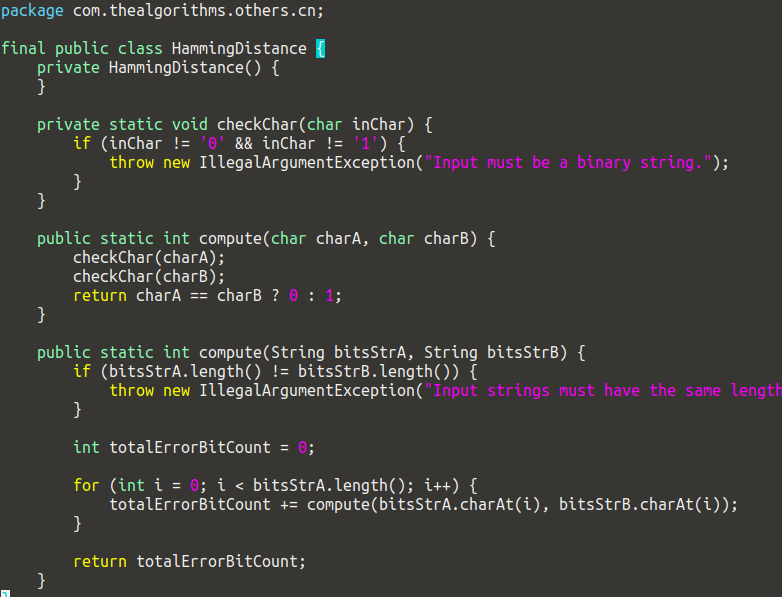 package com.thealgorithms.others.cn;

final public class HammingDistance {
    private HammingDistance() {
    }

    private static void checkChar(char inChar) {
        if (inChar != '0' && inChar != '1') {
            throw new IllegalArgumentException("Input must be a binary string.");
        }
    }

    public static int compute(char charA, char charB) {
        checkChar(charA);
        checkChar(charB);
        return charA == charB ? 0 : 1;
    }

    public static int compute(String bitsStrA, String bitsStrB) {
        if (bitsStrA.length() != bitsStrB.length()) {
            throw new IllegalArgumentException("Input strings must have the same length
        }

        int totalErrorBitCount = 0;

        for (int i = 0; i < bitsStrA.length(); i++) {
            totalErrorBitCount += compute(bitsStrA.charAt(i), bitsStrB.charAt(i));
        }

        return totalErrorBitCount;
    }
}